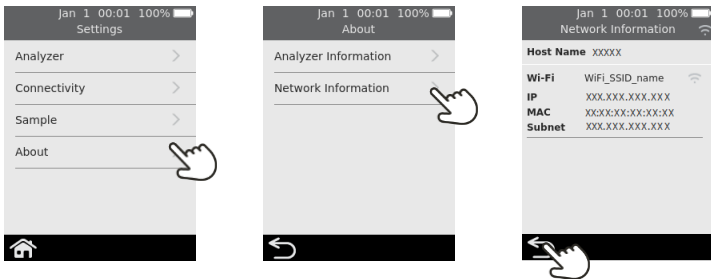 Jan 1 00:01 100%
Settings
Analyzer
Connectivity
Sample
About
Jan 1 00:01 100%
About
Analyzer Information
Network Information
Jan 1 00:01 100%
Network Information
Host Name XXXXX
Wi-Fi WiFi_SSID_name
IP XXX.XXX.XXX.XXX
MAC XX:XX:XX:XX:XX:XX
Subnet XXX.XXX.XXX.XXX